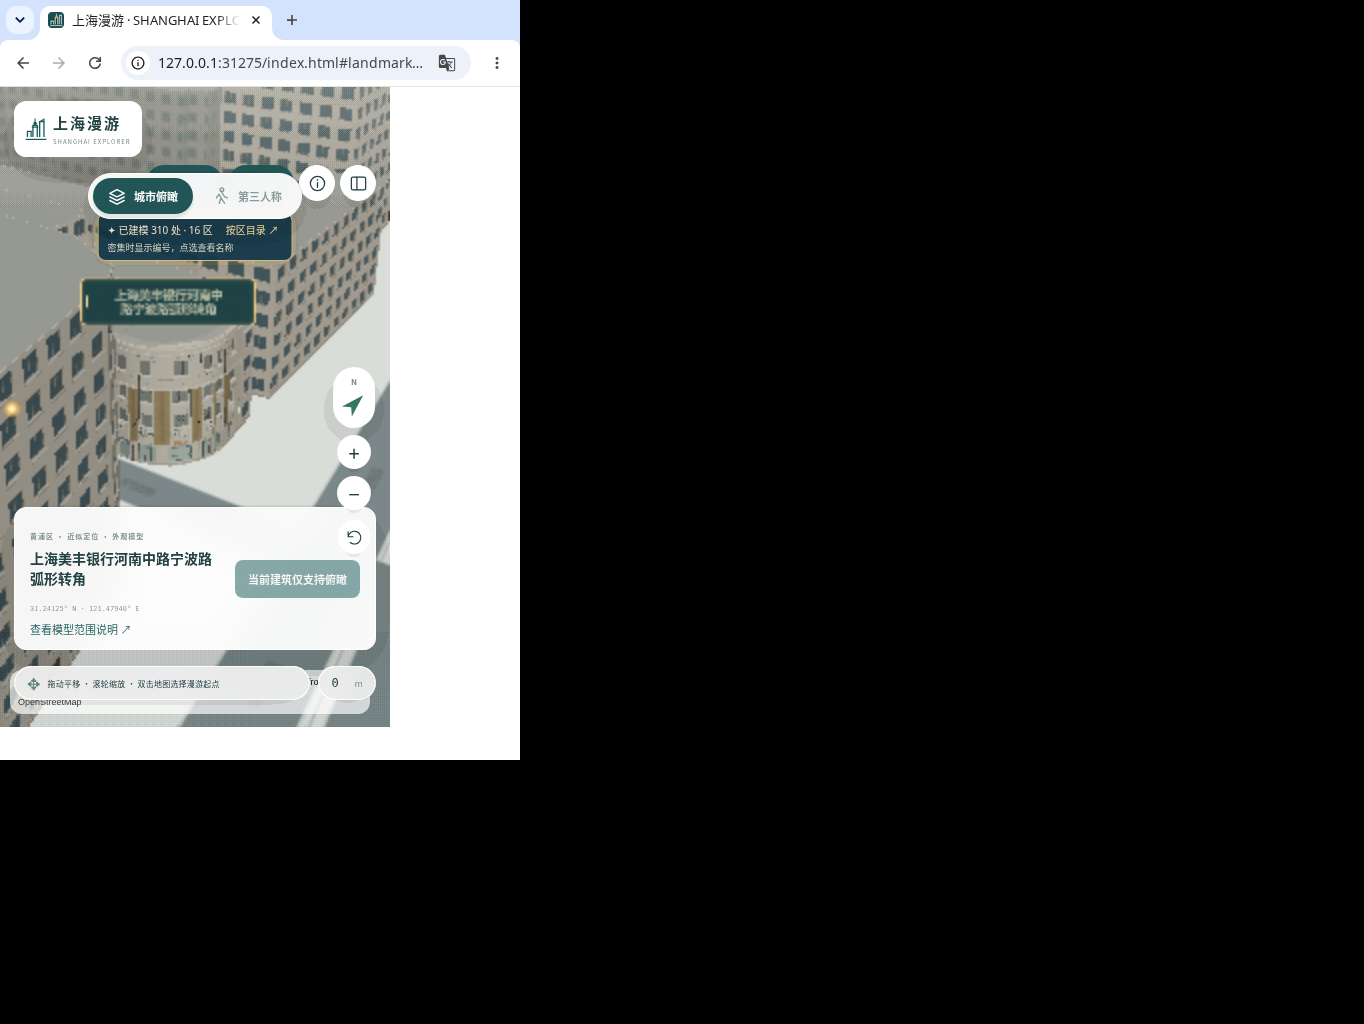 上海漫游 · SHANGHAI EXPLO
127.0.0.1:31275/index.html#landmark...
上海漫游
SHANGHAI EXPLORER
城市俯瞰
第三人称
✦ 已建模 310 处 · 16 区 按区目录 ↗
密集时显示编号，点选查看名称
上海美丰银行河南中
路宁波路弧形转角
N
+
−
黄浦区 · 近似定位 · 外观模型
上海美丰银行河南中路宁波路
弧形转角
当前建筑仅支持俯瞰
31.24125° N · 121.47940° E
查看模型范围说明 ↗
拖动平移 · 滚轮缩放 · 双击地图选择漫游起点
0 m
OpenStreetMap